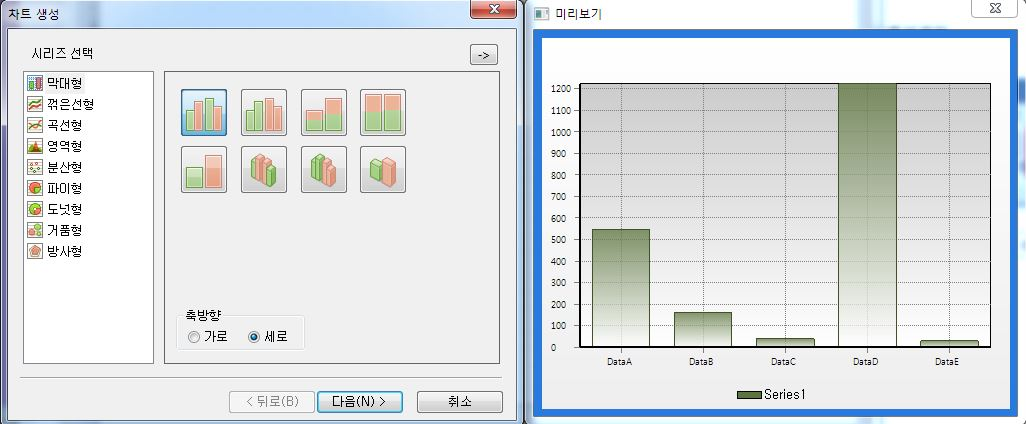 차트 생성
시리즈 선택
->
막대형
꺾은선형
곡선형
영역형
분산형
파이형
도넛형
거품형
방사형
축방향
가로
세로
< 뒤로(B)
다음(N) >
취소
미리보기
1200
1100
1000
900
800
700
600
500
400
300
200
100
0
DataA DataB DataC DataD DataE
Series1